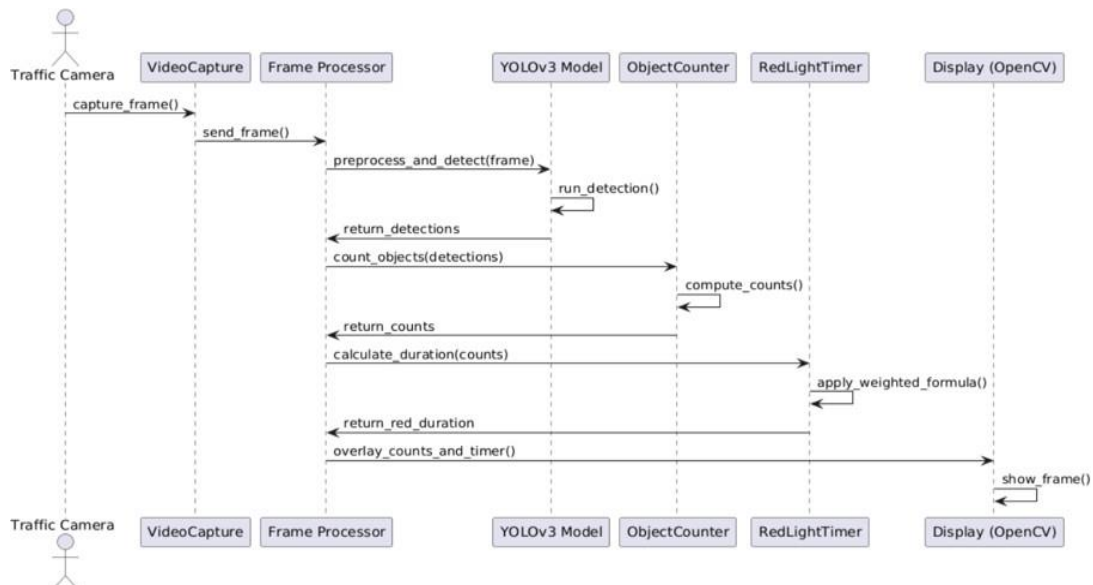 Traffic Camera
VideoCapture
Frame Processor
YOLOv3 Model
ObjectCounter
RedLightTimer
Display (OpenCV)
capture_frame()
send_frame()
preprocess_and_detect(frame)
run_detection()
return_detections
count_objects(detections)
compute_counts()
return_counts
calculate_duration(counts)
apply_weighted_formula()
return_red_duration
overlay_counts_and_timer()
show_frame()
Traffic Camera
VideoCapture
Frame Processor
YOLOv3 Model
ObjectCounter
RedLightTimer
Display (OpenCV)